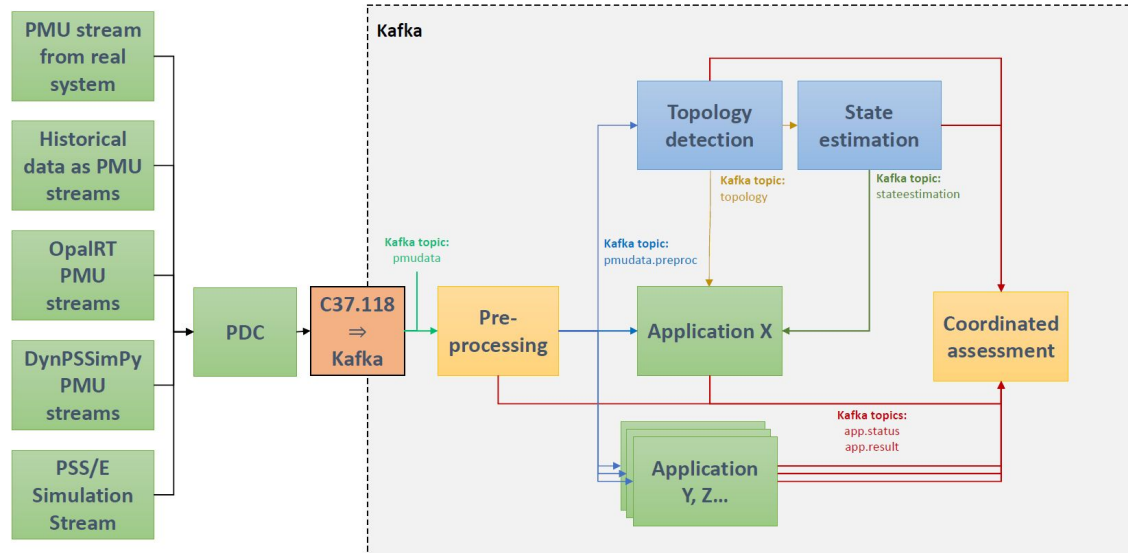 PMU stream
from real
system
Historical
data as PMU
streams
OpalRT
PMU
streams
DynPSSimPy
PMU
streams
PSS/E
Simulation
Stream
PDC
C37.118
⇒
Kafka
Kafka
Kafka topic:
pmudata
Pre-
processing
Kafka topic:
pmudata.preproc
Topology
detection
State
estimation
Kafka topic:
topology
Kafka topic:
stateestimation
Application X
Coordinated
assessment
Kafka topics:
app.status
app.result
Application
Y, Z...